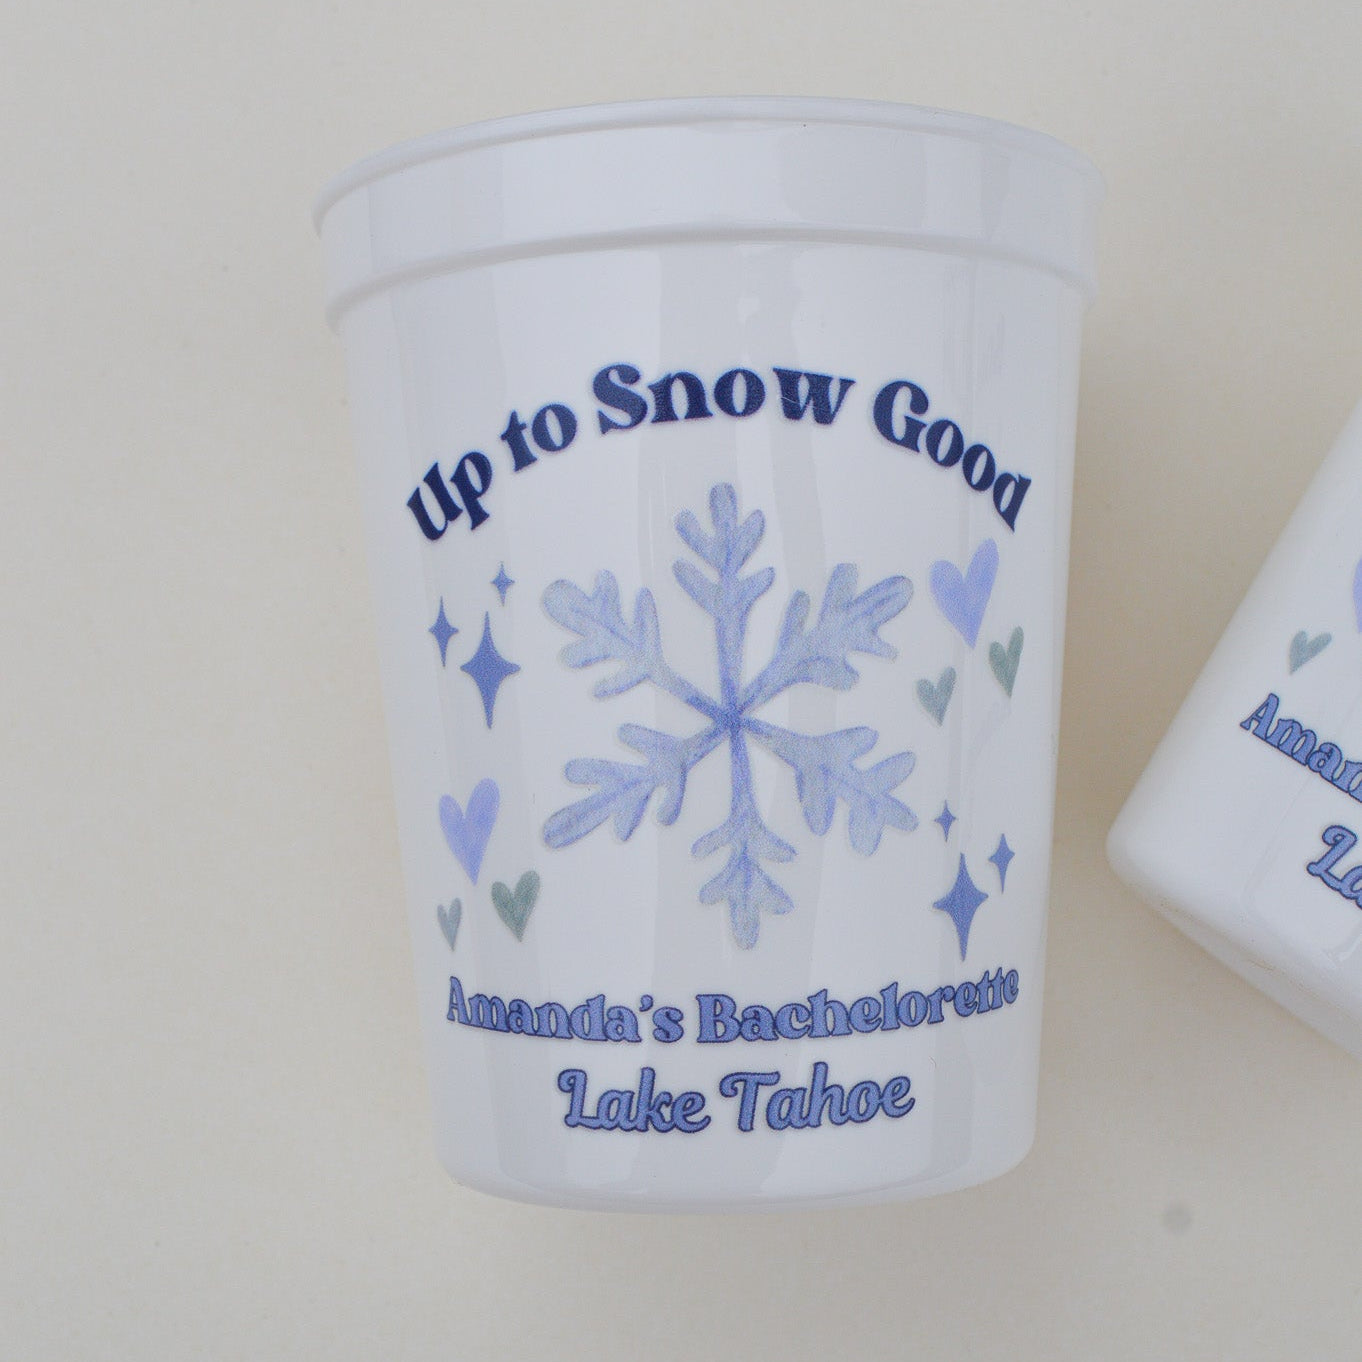 Up to Snow Good
Amanda's Bachelorette
Lake Tahoe